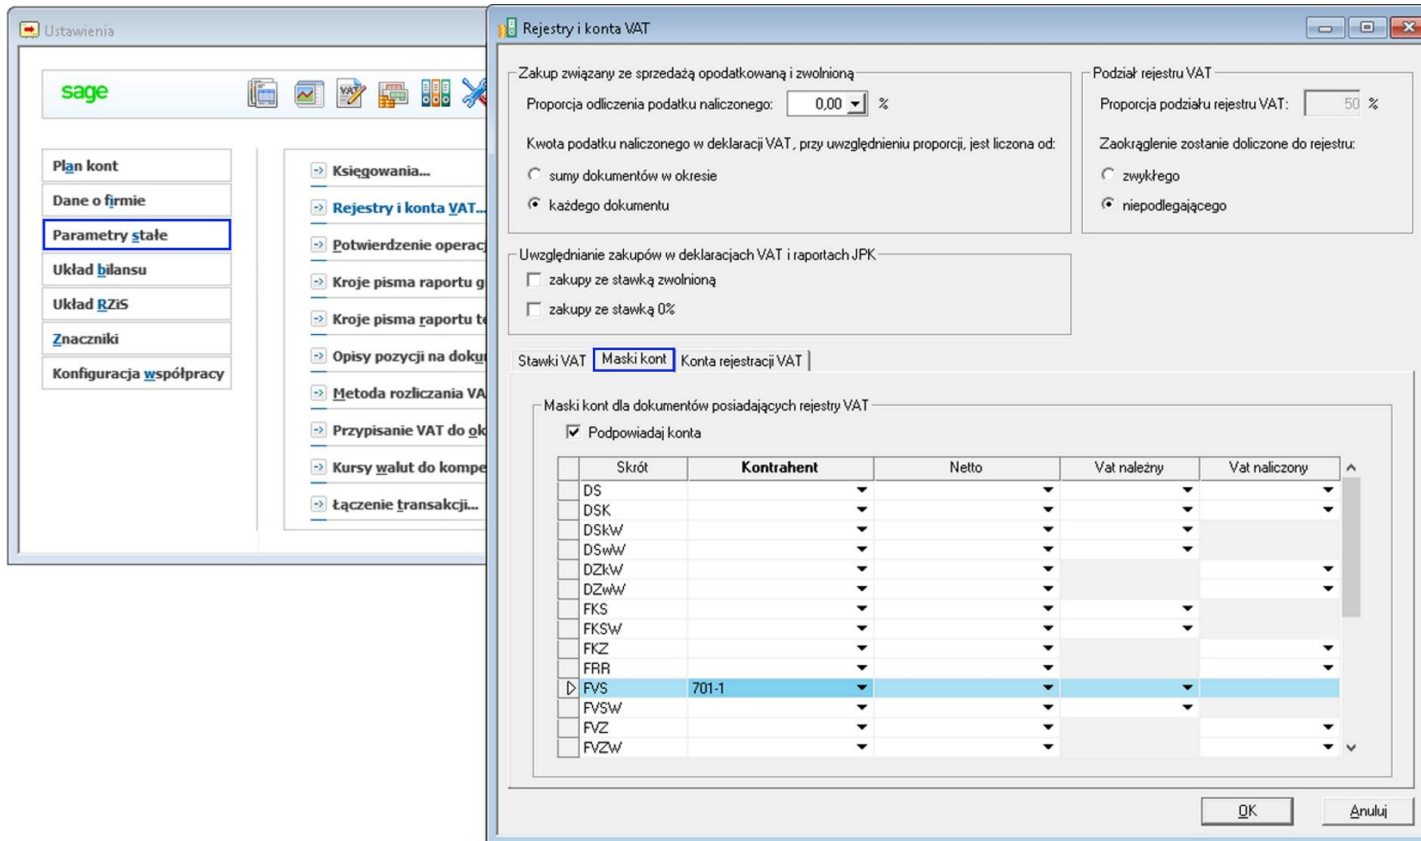 Ustawienia
sage
VAT
Plan kont
Dane o firmie
Parametry stałe
Układ bilansu
Układ RZiS
Znaczniki
Konfiguracja współpracy
Księgowania...
Rejestry i konta VAT...
Potwierdzenie operacj
Kroje pisma raportu g
Kroje pisma raportu te
Opisy pozycji na doku
Metoda rozliczania VA
Przypisanie VAT do ok
Kursy walut do kompe
Łączenie transakcji...
Rejestry i konta VAT
Zakup związany ze sprzedażą opodatkowaną i zwolnioną
Proporcja odliczenia podatku naliczonego: 0,00 %
Kwota podatku naliczonego w deklaracji VAT, przy uwzględnieniu proporcji, jest liczona od:
sumy dokumentów w okresie
każdego dokumentu
Podział rejestru VAT
Proporcja podziału rejestru VAT: 50 %
Zaokrąglenie zostanie doliczone do rejestru:
zwykłego
niepodlegającego
Uwzględnianie zakupów w deklaracjach VAT i raportach JPK
zakupy ze stawką zwolnioną
zakupy ze stawką 0%
Stawki VAT Maski kont Konta rejestracji VAT
Maski kont dla dokumentów posiadających rejestry VAT
Podpowiadaj konta
Skrót Kontrahent Netto Vat należny Vat naliczony
DS
DSK
DSkW
DSwW
DZkW
DZwW
FKS
FKSW
FKZ
FRR
FVS 701-1
FVSW
FVZ
FVZW
OK Anuluj